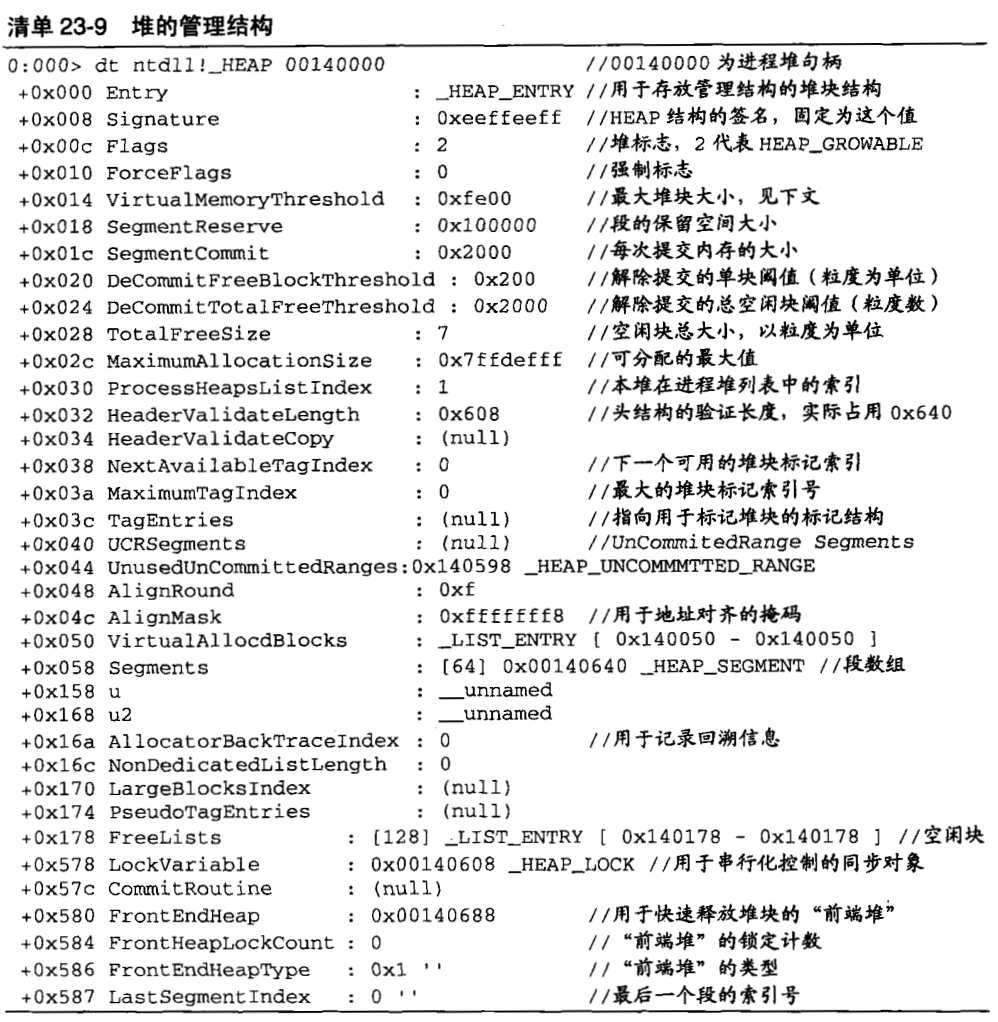 清单 23-9 堆的管理结构
0:000> dt ntdll!_HEAP 00140000 //00140000 为进程堆句柄
+0x000 Entry : _HEAP_ENTRY //用于存放管理结构的堆块结构
+0x008 Signature : 0xeeffeeff //HEAP 结构的签名，固定为这个值
+0x00c Flags : 2 //堆标志，2 代表 HEAP_GROWABLE
+0x010 ForceFlags : 0 //强制标志
+0x014 VirtualMemoryThreshold : 0xfe00 //最大堆块大小，见下文
+0x018 SegmentReserve : 0x100000 //段的保留空间大小
+0x01c SegmentCommit : 0x2000 //每次提交内存的大小
+0x020 DeCommitFreeBlockThreshold : 0x200 //解除提交的单块阈值（粒度为单位）
+0x024 DeCommitTotalFreeThreshold : 0x2000 //解除提交的总空闲块阈值（粒度数）
+0x028 TotalFreeSize : 7 //空闲块总大小，以粒度为单位
+0x02c MaximumAllocationSize : 0x7ffdefff //可分配的最大值
+0x030 ProcessHeapsListIndex : 1 //本堆在进程堆列表中的索引
+0x032 HeaderValidateLength : 0x608 //头结构的验证长度，实际占用 0x640
+0x034 HeaderValidateCopy : (null)
+0x038 NextAvailableTagIndex : 0 //下一个可用的堆块标记索引
+0x03a MaximumTagIndex : 0 //最大的堆块标记索引号
+0x03c TagEntries : (null) //指向用于标记堆块的标记结构
+0x040 UCRSegments : (null) //UnCommitedRange Segments
+0x044 UnusedUnCommittedRanges:0x140598 _HEAP_UNCOMMMTTED_RANGE
+0x048 AlignRound : 0xf
+0x04c AlignMask : 0xfffffff8 //用于地址对齐的掩码
+0x050 VirtualAllocdBlocks : _LIST_ENTRY [ 0x140050 - 0x140050 ]
+0x058 Segments : [64] 0x00140640 _HEAP_SEGMENT //段数组
+0x158 u : __unnamed
+0x168 u2 : __unnamed
+0x16a AllocatorBackTraceIndex : 0 //用于记录回溯信息
+0x16c NonDedicatedListLength : 0
+0x170 LargeBlocksIndex : (null)
+0x174 PseudoTagEntries : (null)
+0x178 FreeLists : [128] _LIST_ENTRY [ 0x140178 - 0x140178 ] //空闲块
+0x578 LockVariable : 0x00140608 _HEAP_LOCK //用于串行化控制的同步对象
+0x57c CommitRoutine : (null)
+0x580 FrontEndHeap : 0x00140688 //用于快速释放堆块的“前端堆”
+0x584 FrontHeapLockCount : 0 //“前端堆”的锁定计数
+0x586 FrontEndHeapType : 0x1 '' //“前端堆”的类型
+0x587 LastSegmentIndex : 0 '' //最后一个段的索引号